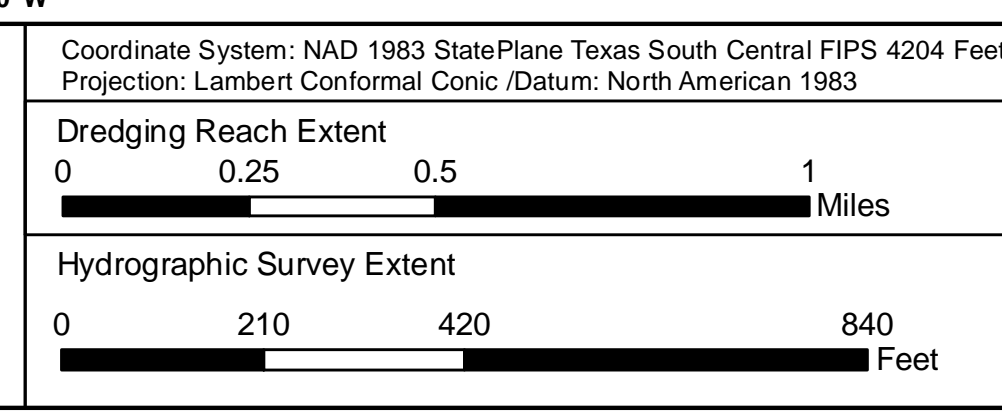 Coordinate System: NAD 1983 StatePlane Texas South Central FIPS 4204 Feet
Projection: Lambert Conformal Conic /Datum: North American 1983
Dredging Reach Extent
0 0.25 0.5 1
Miles
Hydrographic Survey Extent
0 210 420 840
Feet